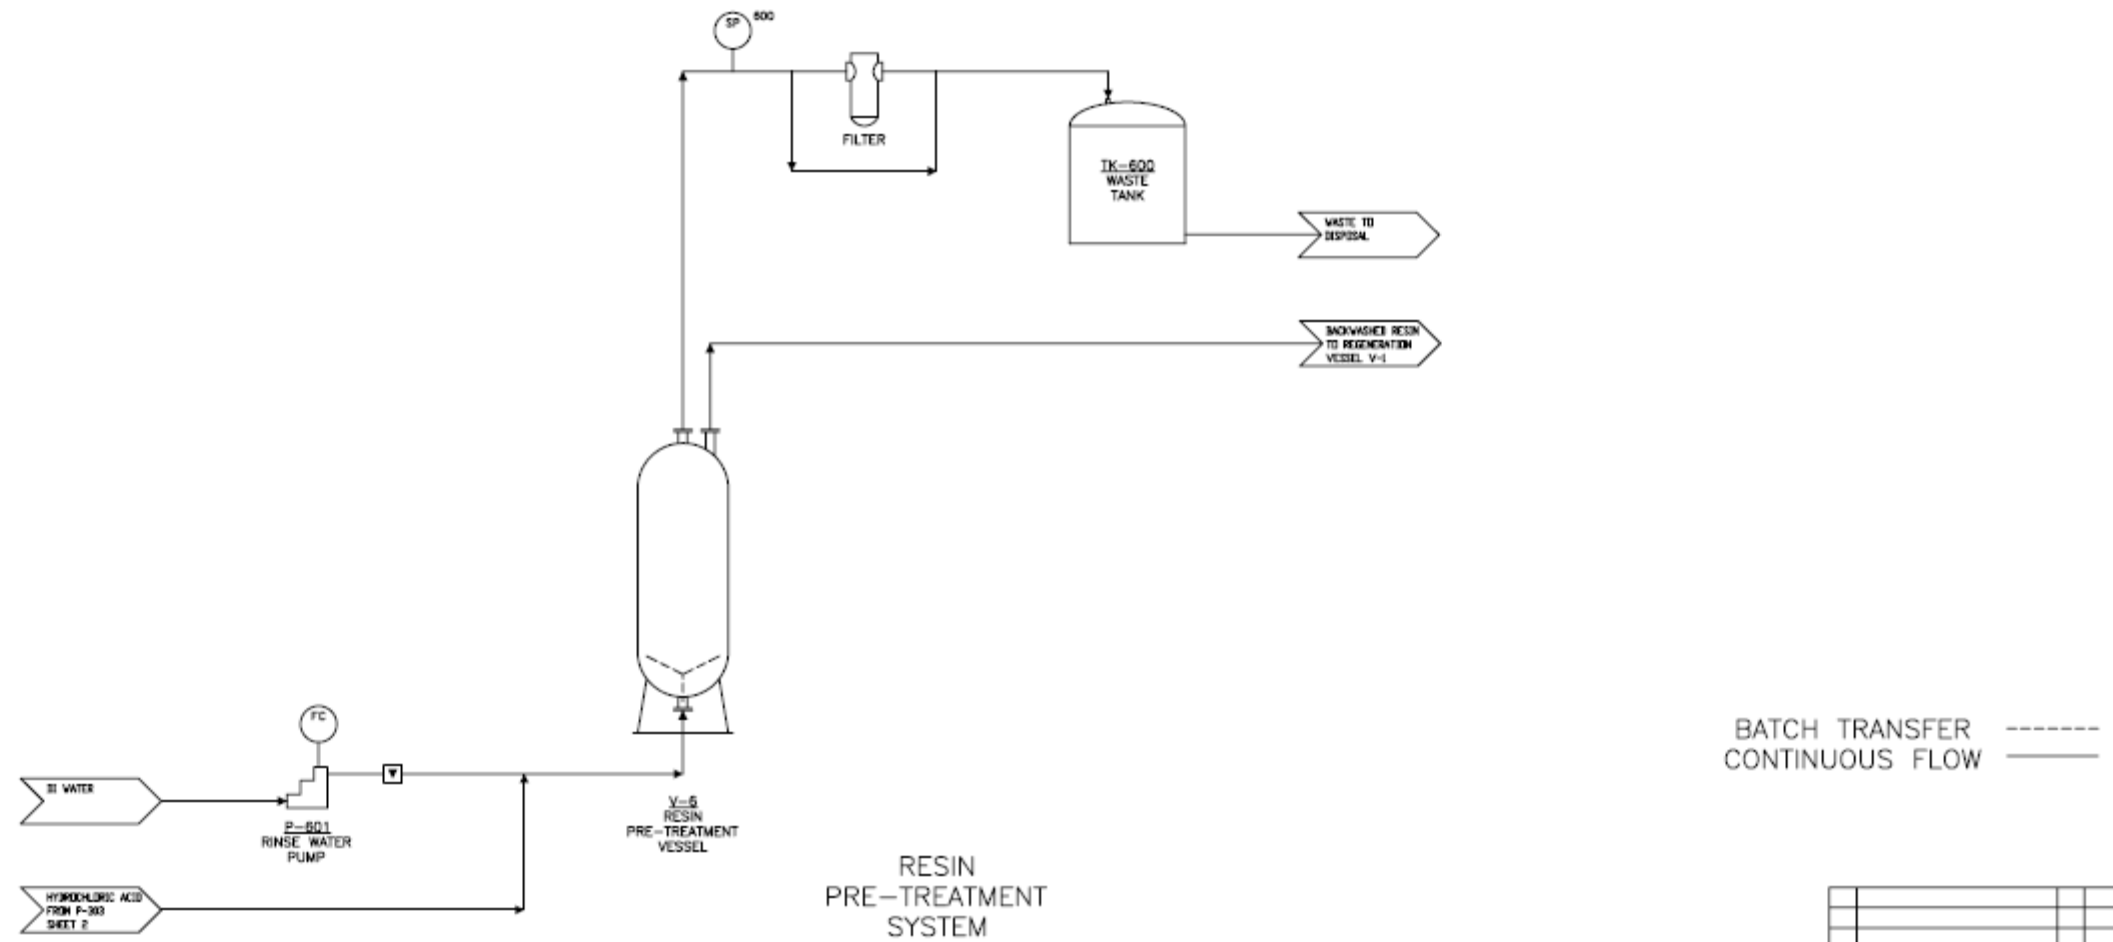 SP 600
FILTER
TK-600
WASTE
TANK
WASTE TO
DISPOSAL
BACKWASHED RESIN
TO REGENERATION
VESSEL V-1
FC
DI WATER
P-601
RINSE WATER
PUMP
V-6
RESIN
PRE-TREATMENT
VESSEL
HYDROCHLORIC ACID
FROM P-303
SHEET 2
RESIN
PRE-TREATMENT
SYSTEM
BATCH TRANSFER
CONTINUOUS FLOW